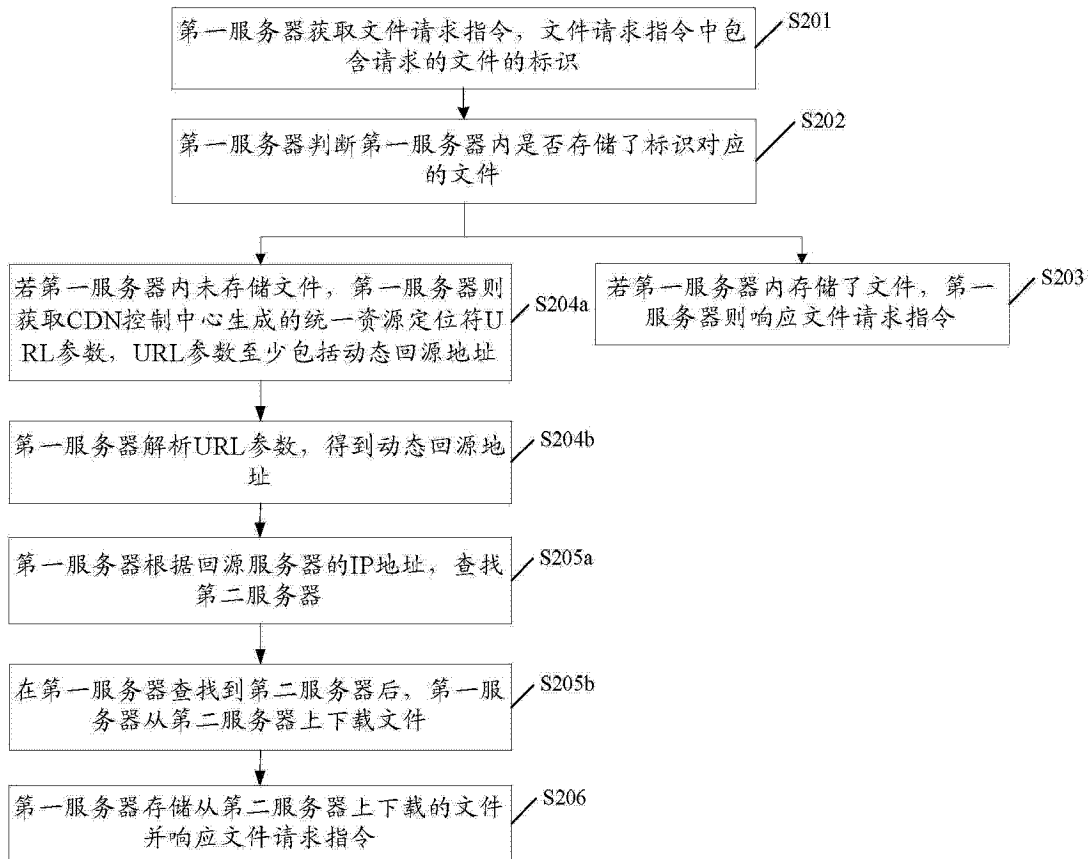 第一服务器获取文件请求指令，文件请求指令中包
含请求的文件的标识
S201
第一服务器判断第一服务器内是否存储了标识对应
的文件
S202
若第一服务器内未存储文件，第一服务器则
获取CDN控制中心生成的统一资源定位符U
RL参数，URL参数至少包括动态回源地址
S204a
若第一服务器内存储了文件，第一
服务器则响应文件请求指令
S203
第一服务器解析URL参数，得到动态回源地
址
S204b
第一服务器根据回源服务器的IP地址，查找
第二服务器
S205a
在第一服务器查找到第二服务器后，第一服
务器从第二服务器上下载文件
S205b
第一服务器存储从第二服务器上下载的文件
并响应文件请求指令
S206